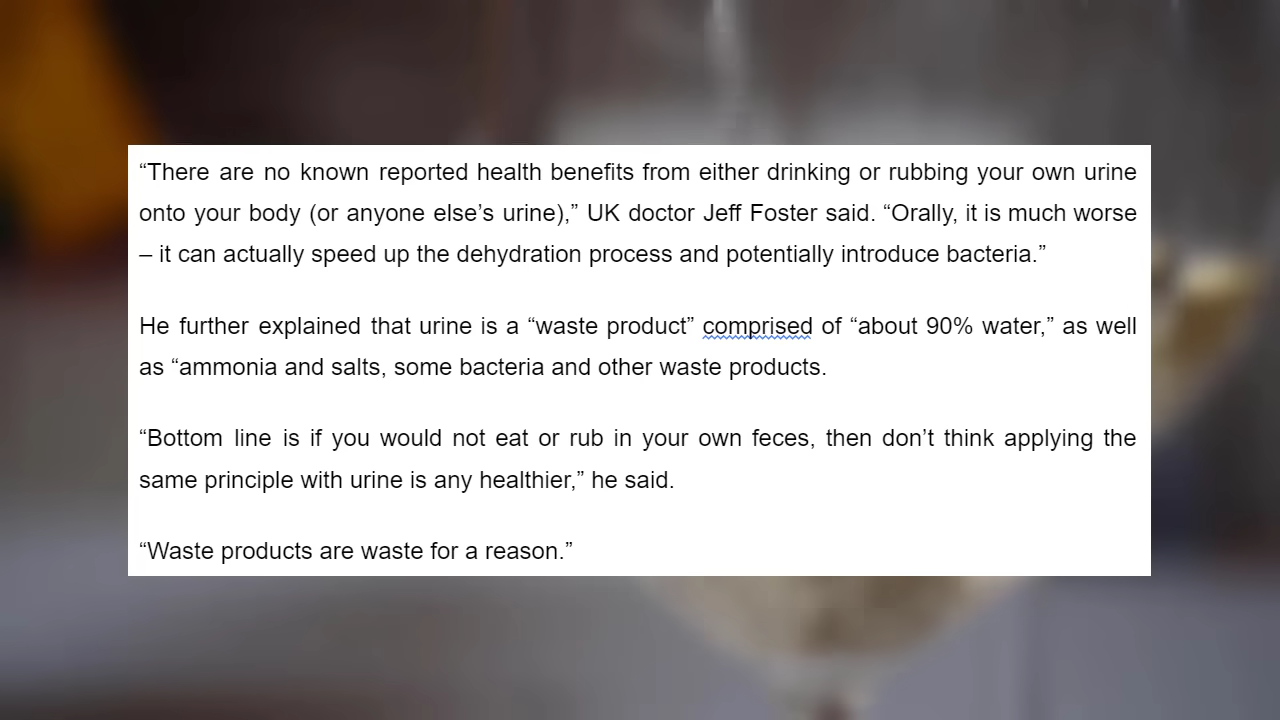 “There are no known reported health benefits from either drinking or rubbing your own urine
onto your body (or anyone else’s urine),” UK doctor Jeff Foster said. “Orally, it is much worse
– it can actually speed up the dehydration process and potentially introduce bacteria.”
He further explained that urine is a “waste product” comprised of “about 90% water,” as well
as “ammonia and salts, some bacteria and other waste products.
“Bottom line is if you would not eat or rub in your own feces, then don’t think applying the
same principle with urine is any healthier,” he said.
“Waste products are waste for a reason.”